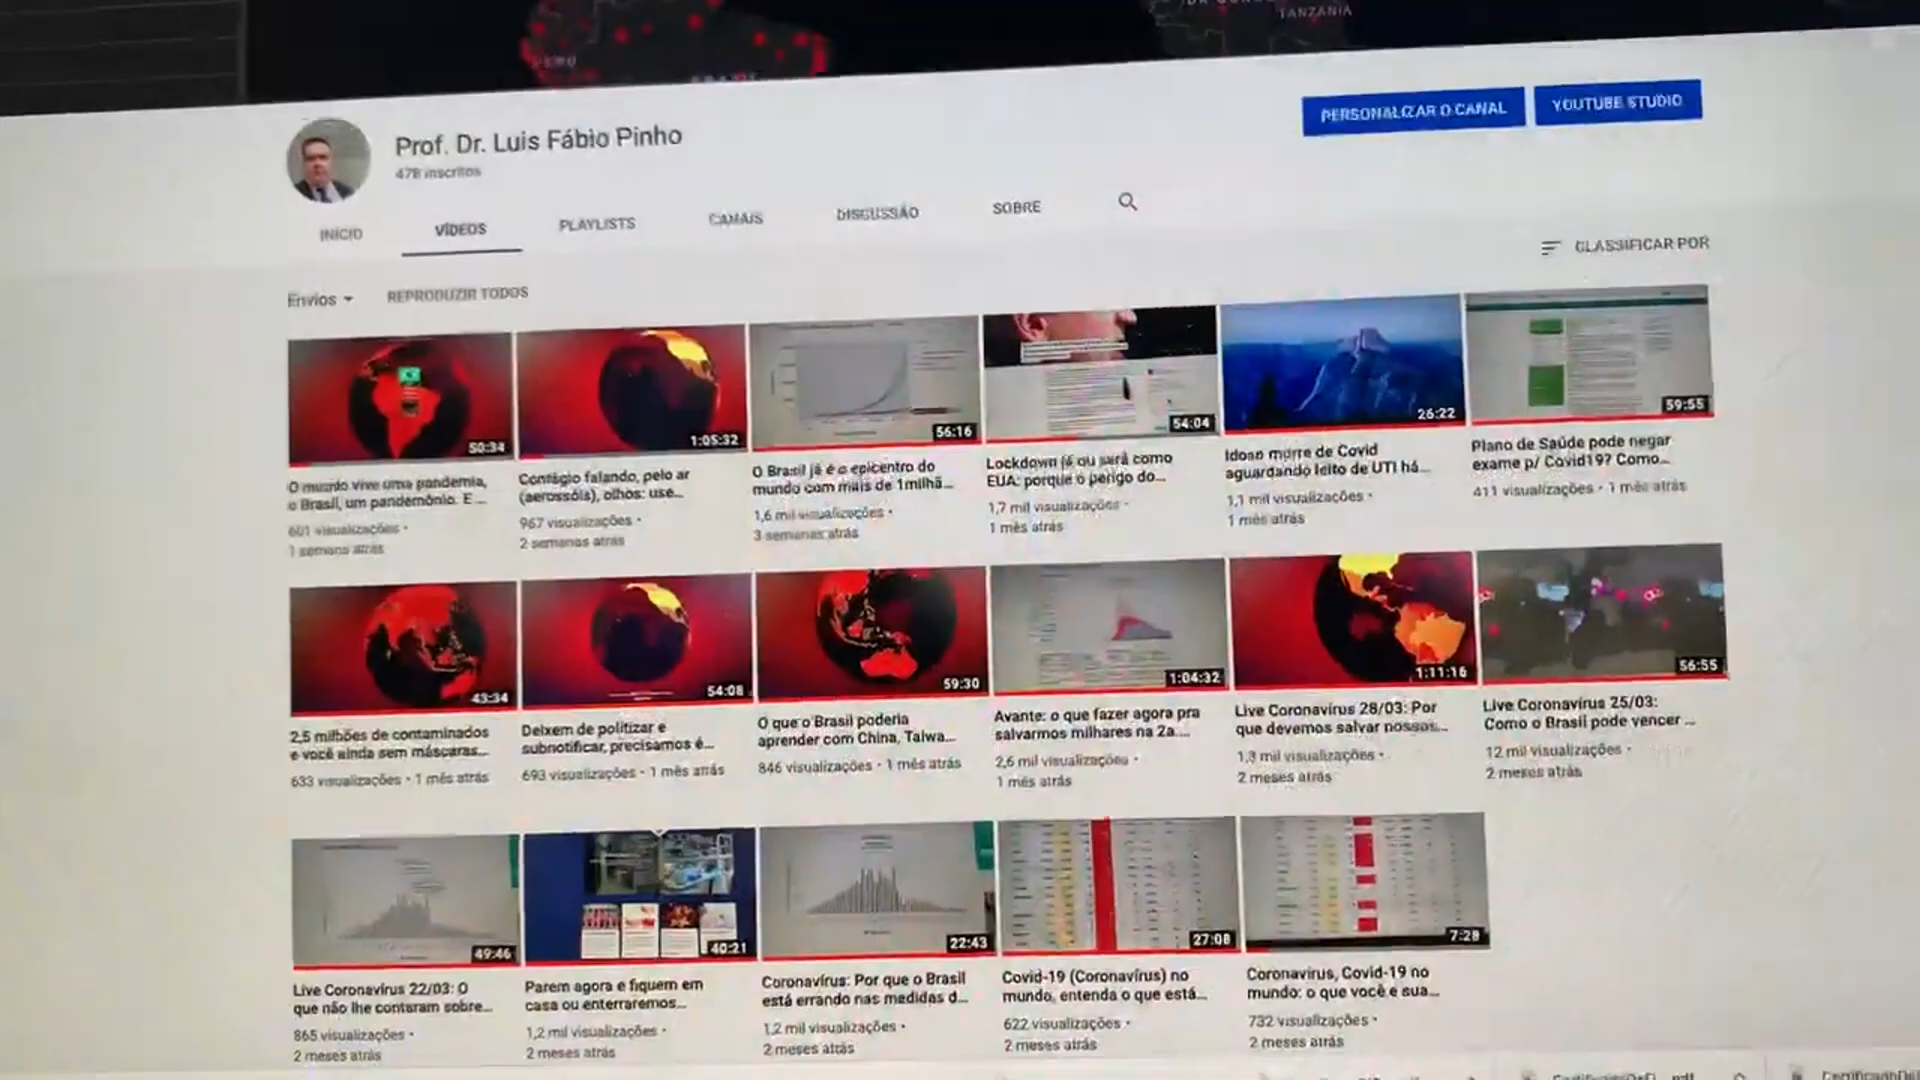 TANZANIA
PERU
PERSONALIZAR O CANAL
YOUTUBE STUDIO
Prof. Dr. Luis Fábio Pinho
478 inscritos
INÍCIO
VÍDEOS
PLAYLISTS
CANAIS
DISCUSSÃO
SOBRE
CLASSIFICAR POR
Envios
REPRODUZIR TODOS
50:34
1:05:32
56:16
54:04
26:22
59:55
O mundo vive uma pandemia,
o Brasil, um pandemônio. E ...
601 visualizações •
1 semana atrás
Contágio falando, pelo ar
(aerossóis), olhos: use...
967 visualizações •
2 semanas atrás
O Brasil já é o epicentro do
mundo com mais de 1milhã...
1,6 mil visualizações •
3 semanas atrás
Lockdown já ou será como
EUA: porque o perigo do...
1,7 mil visualizações •
1 mês atrás
Idoso morre de Covid
aguardando leito de UTI há...
1,1 mil visualizações •
1 mês atrás
Plano de Saúde pode negar
exame p/ Covid19? Como...
411 visualizações • 1 mês atrás
43:34
54:08
59:30
1:04:32
1:11:16
56:55
2,5 milhões de contaminados
e você ainda sem máscaras...
633 visualizações • 1 mês atrás
Deixem de politizar e
subnotificar, precisamos é...
693 visualizações • 1 mês atrás
O que o Brasil poderia
aprender com China, Taiwa...
846 visualizações • 1 mês atrás
Avante: o que fazer agora pra
salvarmos milhares na 2a....
2,6 mil visualizações •
1 mês atrás
Live Coronavírus 28/03: Por
que devemos salvar nossos...
1,3 mil visualizações •
2 meses atrás
Live Coronavírus 25/03:
Como o Brasil pode vencer ...
12 mil visualizações •
2 meses atrás
49:46
40:21
22:43
27:08
7:28
Live Coronavírus 22/03: O
que não lhe contaram sobre...
865 visualizações •
2 meses atrás
Parem agora e fiquem em
casa ou enterraremos...
1,2 mil visualizações •
2 meses atrás
Coronavírus: Por que o Brasil
está errando nas medidas d...
1,2 mil visualizações •
2 meses atrás
Covid-19 (Coronavírus) no
mundo, entenda o que está...
622 visualizações •
2 meses atrás
Coronavirus, Covid-19 no
mundo: o que você e sua...
732 visualizações •
2 meses atrás